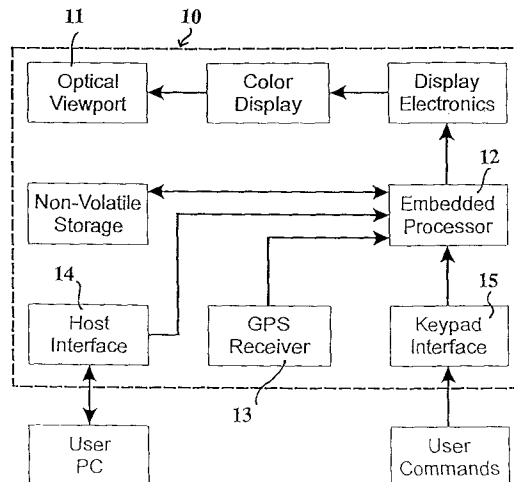 10
11
Optical
Viewport
Color
Display
Display
Electronics
12
Non-Volatile
Storage
Embedded
Processor
14
Host
Interface
GPS
Receiver
13
15
Keypad
Interface
User
PC
User
Commands